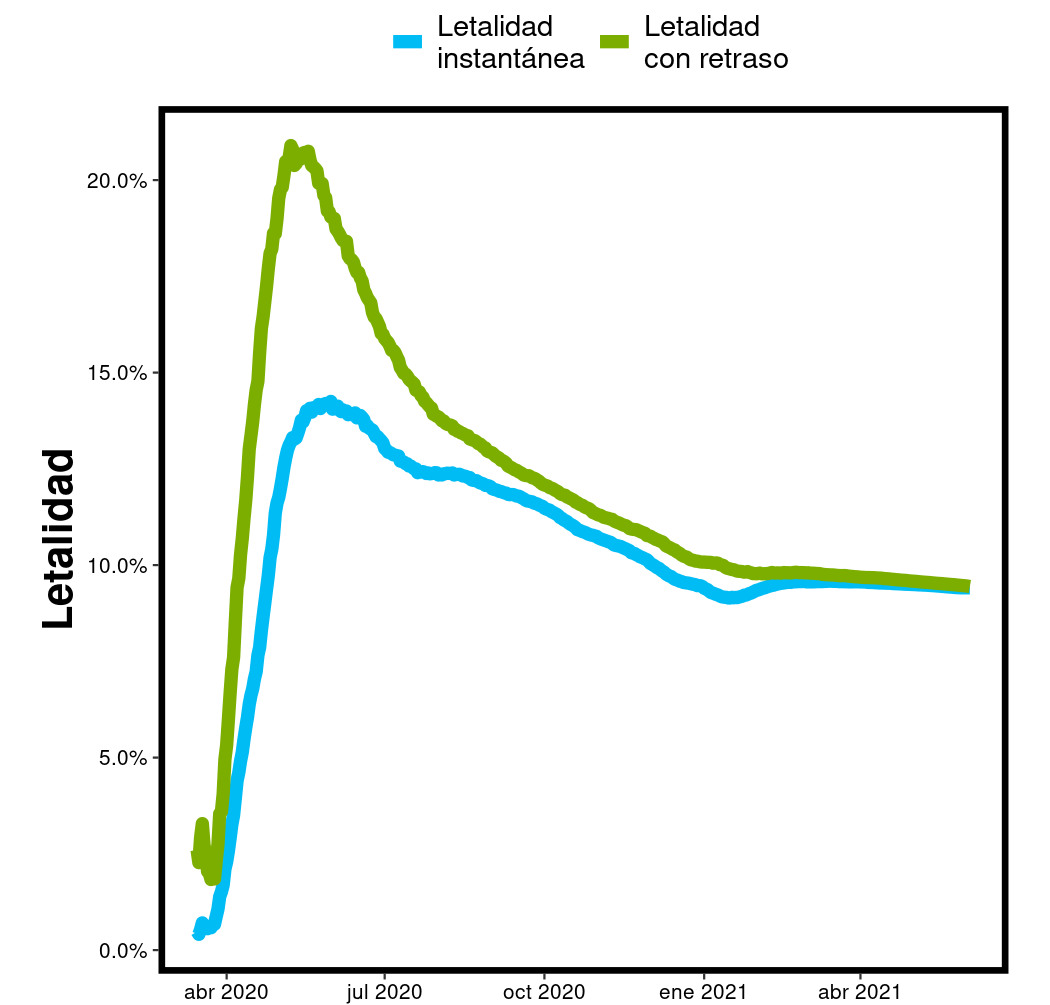 Letalidad
instantánea
Letalidad
con retraso
Letalidad
20.0%
15.0%
10.0%
5.0%
0.0%
abr 2020
jul 2020
oct 2020
ene 2021
abr 2021